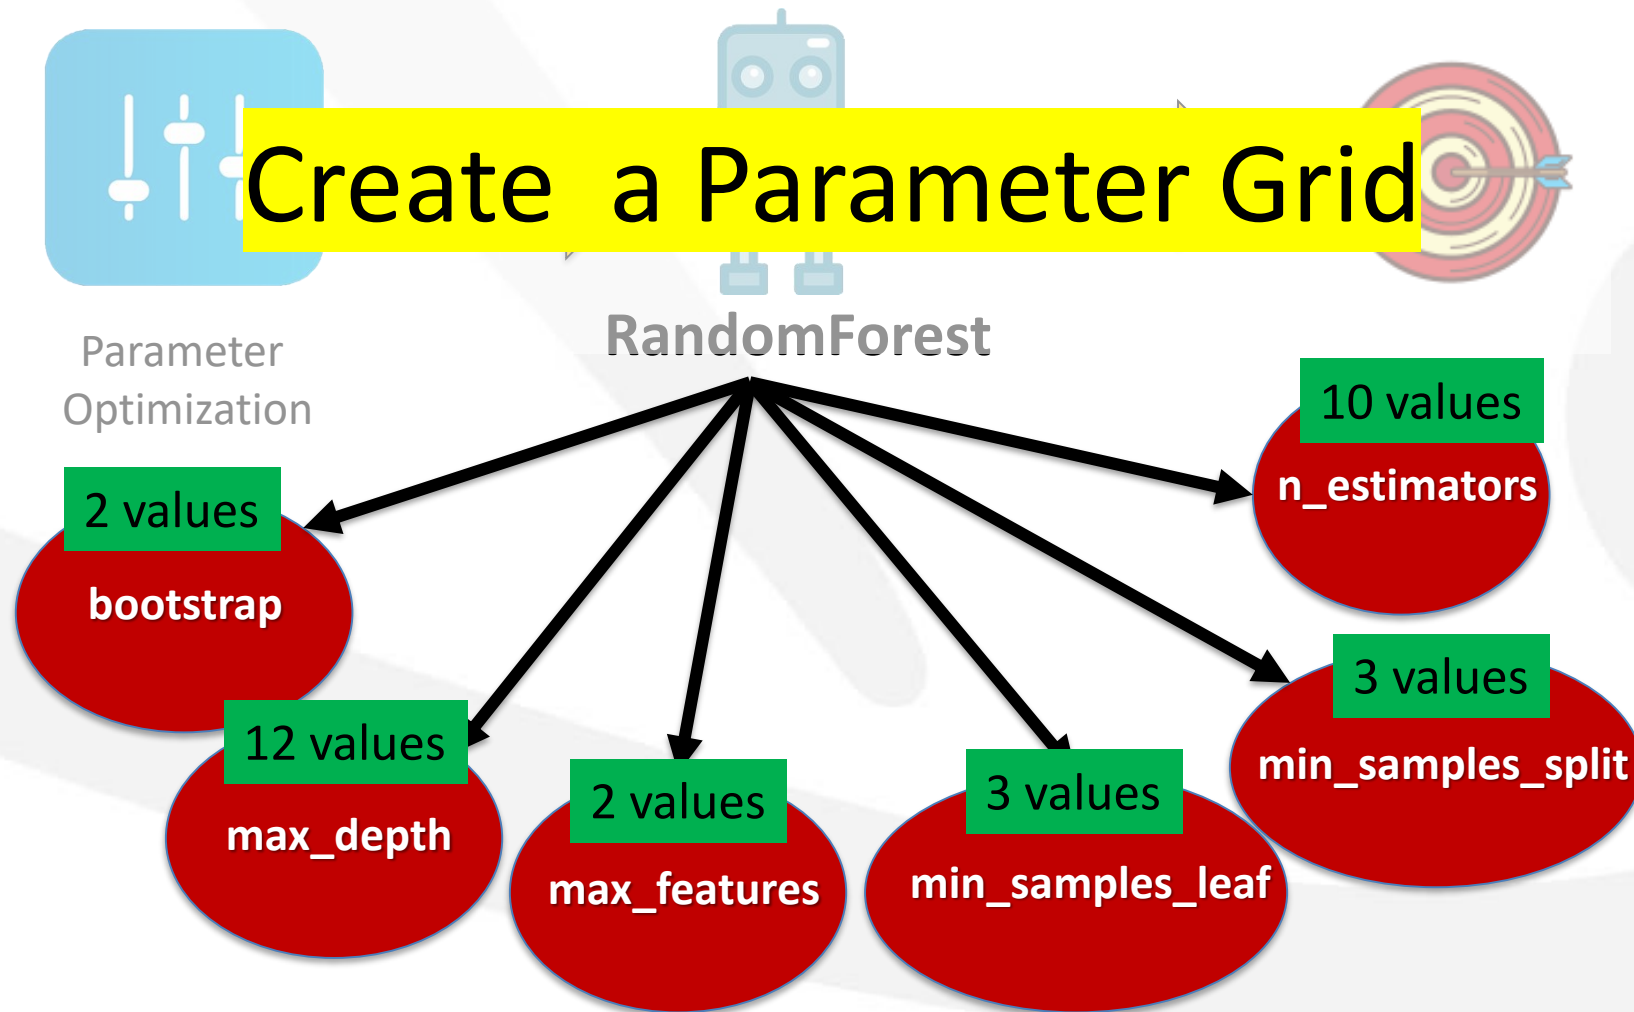 Create  a Parameter Grid
RandomForest
Parameter
Optimization
10 values
n_estimators
2 values
bootstrap
3 values
min_samples_split
12 values
max_depth
2 values
max_features
3 values
min_samples_leaf